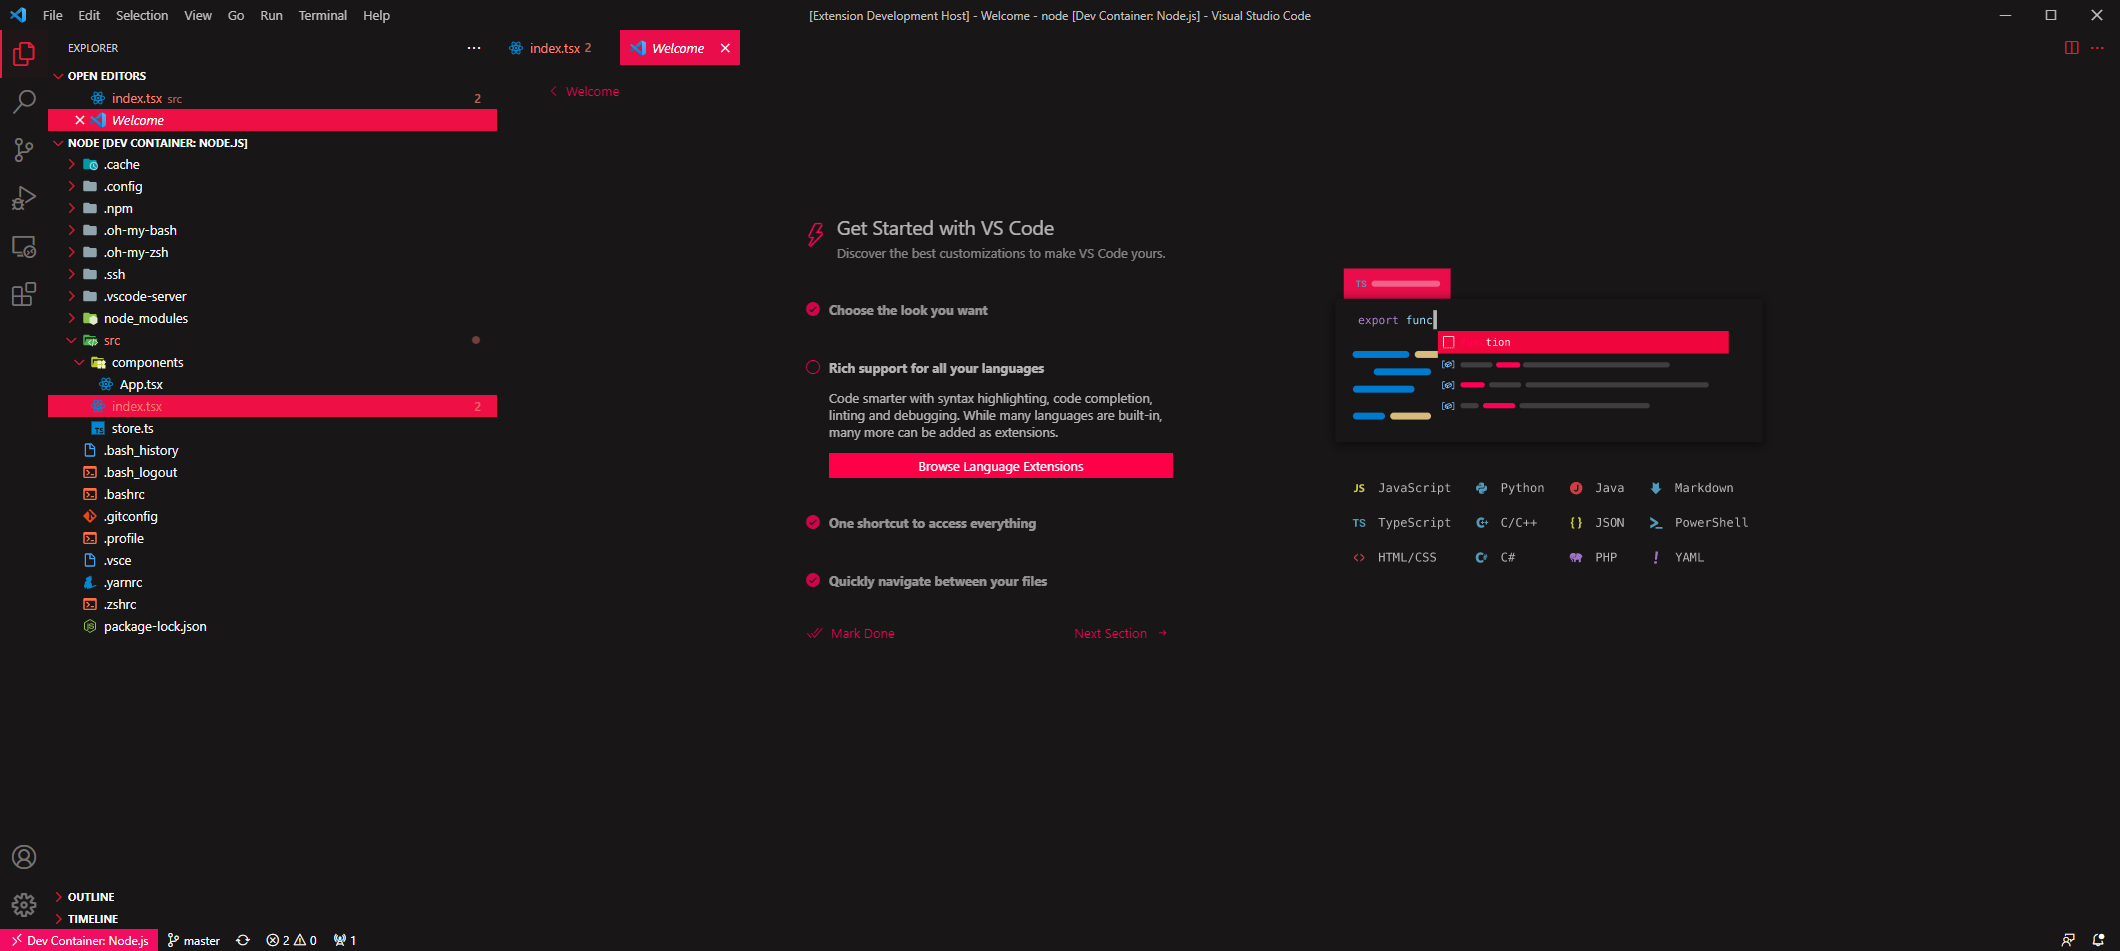 File Edit Selection View Go Run Terminal Help
[Extension Development Host] - Welcome - node [Dev Container: Node.js] - Visual Studio Code
EXPLORER
OPEN EDITORS
index.tsx src 2
Welcome
NODE [DEV CONTAINER: NODE.JS]
.cache
.config
.npm
.oh-my-bash
.oh-my-zsh
.ssh
.vscode-server
node_modules
src
components
App.tsx
index.tsx 2
store.ts
.bash_history
.bash_logout
.bashrc
.gitconfig
.profile
.vsce
.yarnrc
.zshrc
package-lock.json
OUTLINE
TIMELINE
index.tsx 2
Welcome
Welcome
Get Started with VS Code
Discover the best customizations to make VS Code yours.
Choose the look you want
Rich support for all your languages
Code smarter with syntax highlighting, code completion,
linting and debugging. While many languages are built-in,
many more can be added as extensions.
Browse Language Extensions
One shortcut to access everything
Quickly navigate between your files
Mark Done
Next Section
TS
export func
tion
JS JavaScript Python Java Markdown
TS TypeScript C/C++ {} JSON PowerShell
<> HTML/CSS C# PHP ! YAML
Dev Container: Node.js master 2 0 1